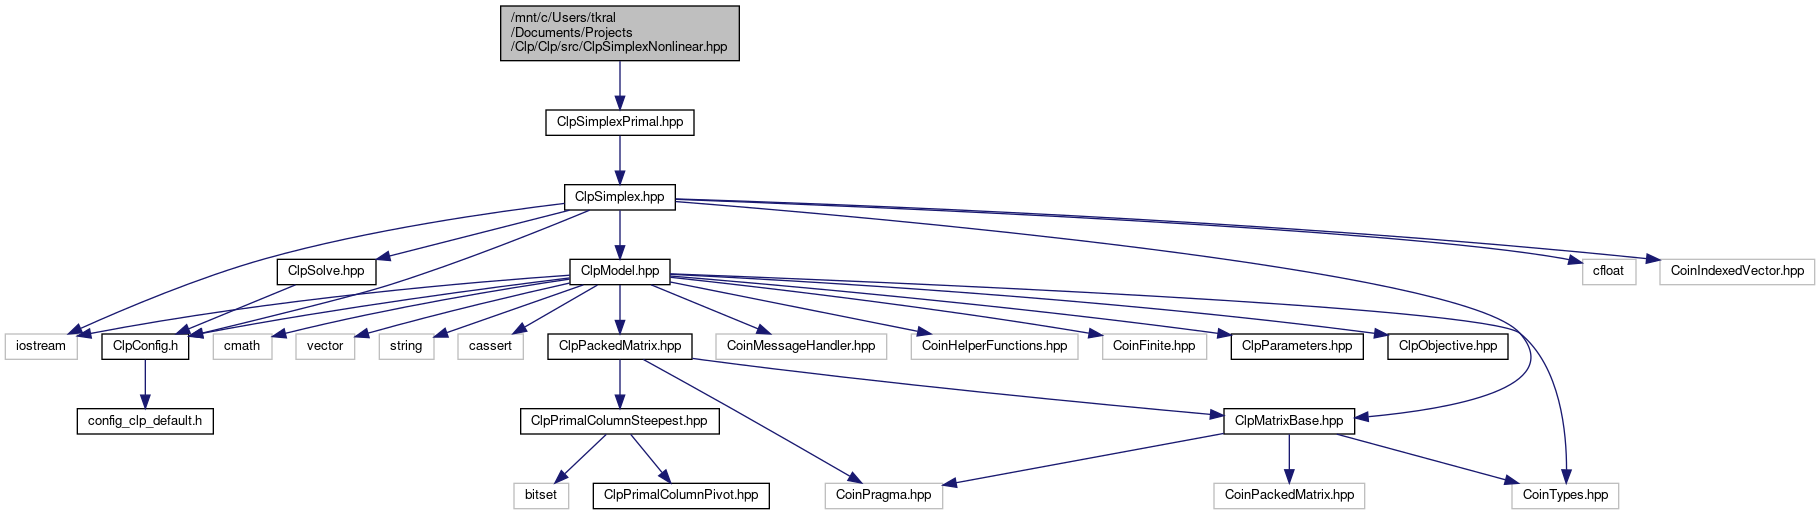 /mnt/c/Users/tkral
/Documents/Projects
/Clp/Clp/src/ClpSimplexNonlinear.hpp
ClpSimplexPrimal.hpp
ClpSimplex.hpp
ClpSolve.hpp
ClpModel.hpp
cfloat
CoinIndexedVector.hpp
iostream
ClpConfig.h
cmath
vector
string
cassert
ClpPackedMatrix.hpp
CoinMessageHandler.hpp
CoinHelperFunctions.hpp
CoinFinite.hpp
ClpParameters.hpp
ClpObjective.hpp
config_clp_default.h
ClpPrimalColumnSteepest.hpp
ClpMatrixBase.hpp
bitset
ClpPrimalColumnPivot.hpp
CoinPragma.hpp
CoinPackedMatrix.hpp
CoinTypes.hpp